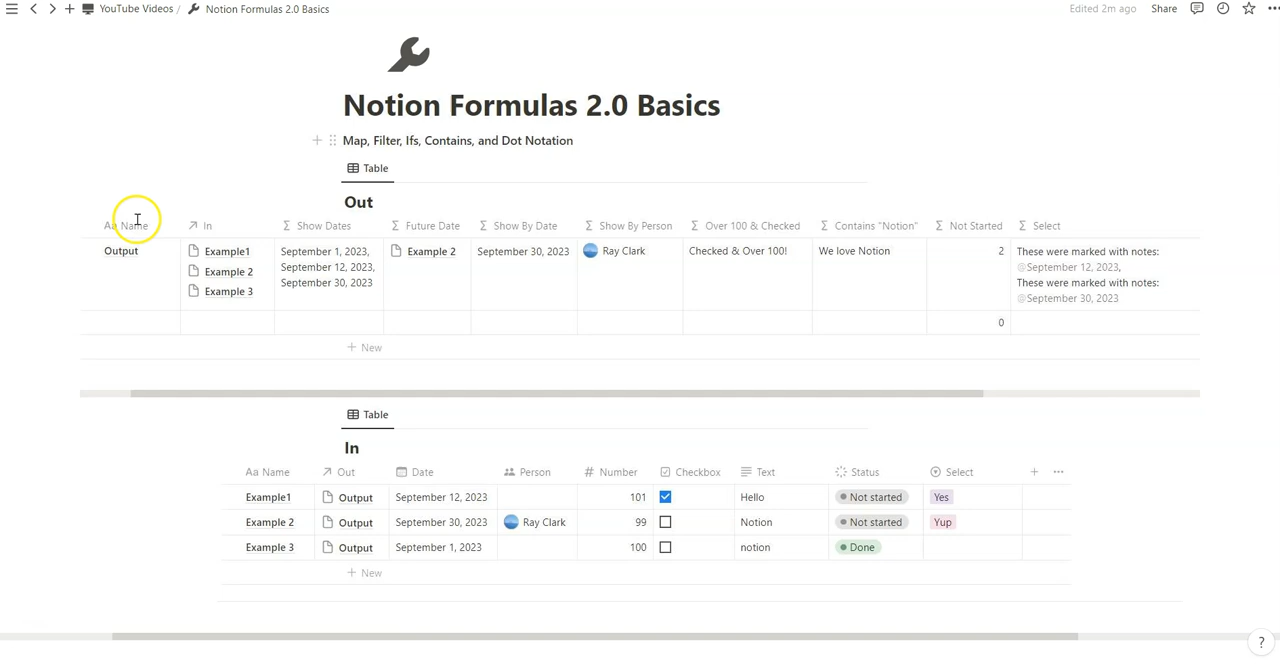 YouTube Videos / Notion Formulas 2.0 Basics Edited 2m ago Share
Notion Formulas 2.0 Basics
Map, Filter, Ifs, Contains, and Dot Notation
Table
Out
Aa Name In Show Dates Future Date Show By Date Show By Person Over 100 & Checked Contains "Notion" Not Started Select
Output Example1 September 1, 2023, Example 2 September 30, 2023 Ray Clark Checked & Over 100! We love Notion 2 These were marked with notes:
Example 2 September 12, 2023, @September 12, 2023,
Example 3 September 30, 2023 These were marked with notes:
@September 30, 2023
0
+ New
Table
In
Aa Name Out Date Person # Number Checkbox Text Status Select + ...
Example1 Output September 12, 2023 101 Hello Not started Yes
Example 2 Output September 30, 2023 Ray Clark 99 Notion Not started Yup
Example 3 Output September 1, 2023 100 notion Done
+ New
?